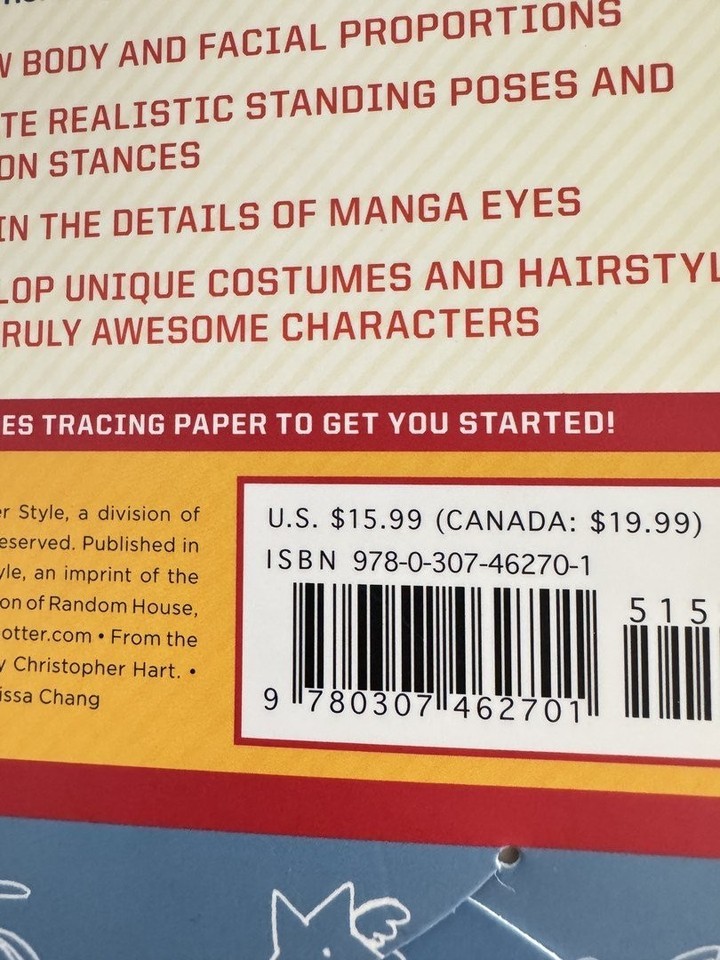 W BODY AND FACIAL PROPORTIONS
TE REALISTIC STANDING POSES AND
ON STANCES
IN THE DETAILS OF MANGA EYES
LOP UNIQUE COSTUMES AND HAIRSTYL
RULY AWESOME CHARACTERS
ES TRACING PAPER TO GET YOU STARTED!
er Style, a division of
eserved. Published in
yle, an imprint of the
on of Random House,
otter.com • From the
y Christopher Hart. •
issa Chang
U.S. $15.99 (CANADA: $19.99)
ISBN 978-0-307-46270-1
515
9 780307 462701